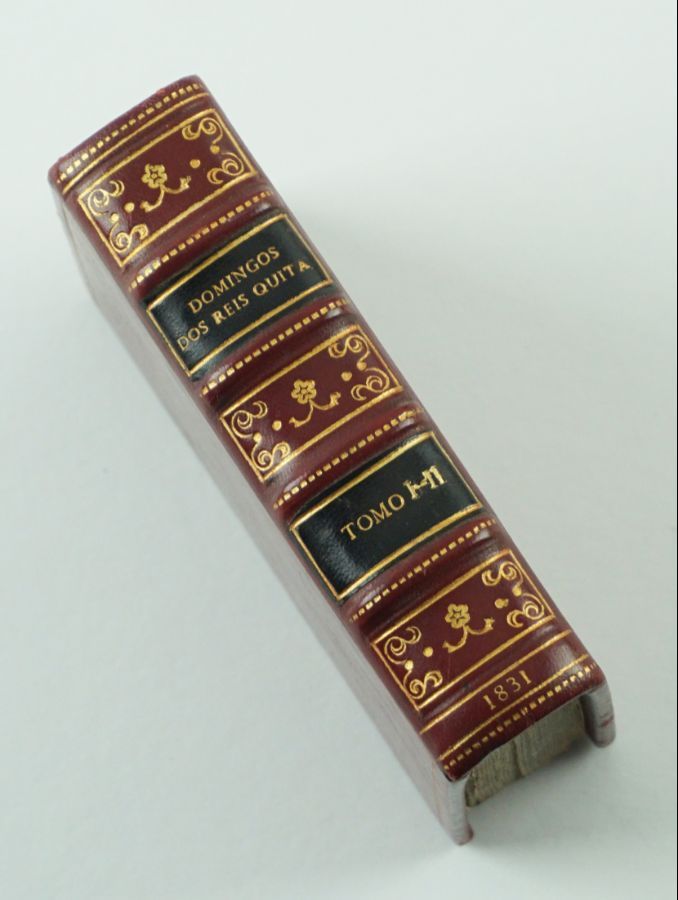 DOMINGOS
DOS REIS QUITA
TOMO I-II
1831